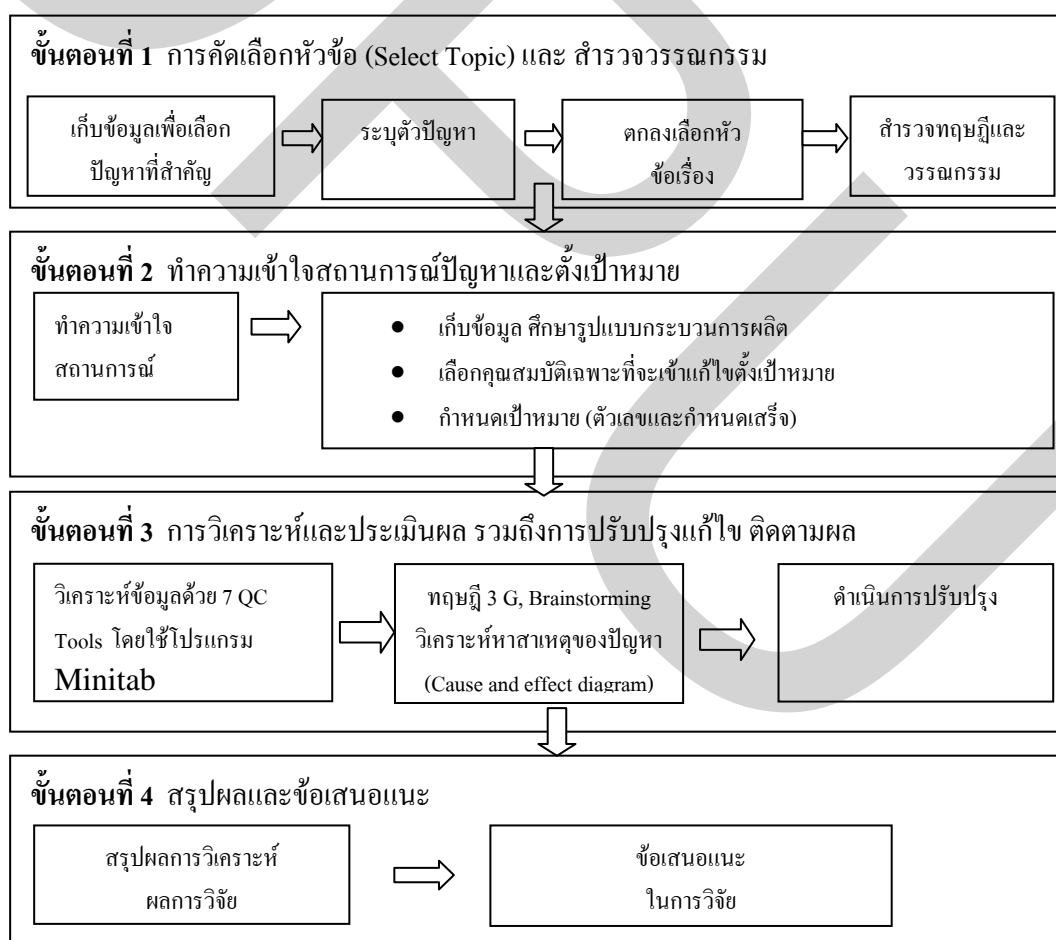 ขั้นตอนที่ 1 การคัดเลือกหัวข้อ (Select Topic) และ สำรวจวรรณกรรม
เก็บข้อมูลเพื่อเลือก
ปัญหาที่สำคัญ
ระบุตัวปัญหา
ตกลงเลือกหัว
ข้อเรื่อง
สำรวจทฤษฏีและ
วรรณกรรม
ขั้นตอนที่ 2 ทำความเข้าใจสถานการณ์ปัญหาและตั้งเป้าหมาย
ทำความเข้าใจ
สถานการณ์
● เก็บข้อมูล ศึกษารูปแบบกระบวนการผลิต
● เลือกคุณสมบัติเฉพาะที่จะเข้าแก้ไขตั้งเป้าหมาย
● กำหนดเป้าหมาย (ตัวเลขและกำหนดเสร็จ)
ขั้นตอนที่ 3 การวิเคราะห์และประเมินผล รวมถึงการปรับปรุงแก้ไข ติดตามผล
วิเคราะห์ข้อมูลด้วย 7 QC
Tools โดยใช้โปรแกรม
Minitab
ทฤษฎี 3 G, Brainstorming
วิเคราะห์หาสาเหตุของปัญหา
(Cause and effect diagram)
ดำเนินการปรับปรุง
ขั้นตอนที่ 4 สรุปผลและข้อเสนอแนะ
สรุปผลการวิเคราะห์
ผลการวิจัย
ข้อเสนอแนะ
ในการวิจัย